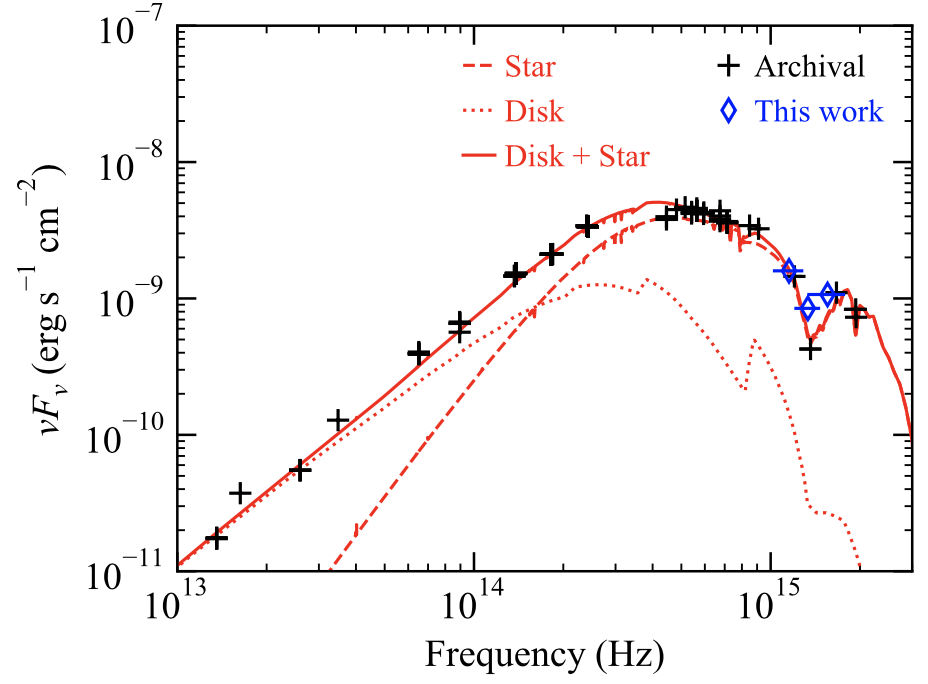 10⁻⁷
10⁻⁸
10⁻⁹
10⁻¹⁰
10⁻¹¹
νFᵥ (erg s⁻¹ cm⁻²)
Star
Disk
Disk + Star
Archival
This work
10¹³
10¹⁴
10¹⁵
Frequency (Hz)